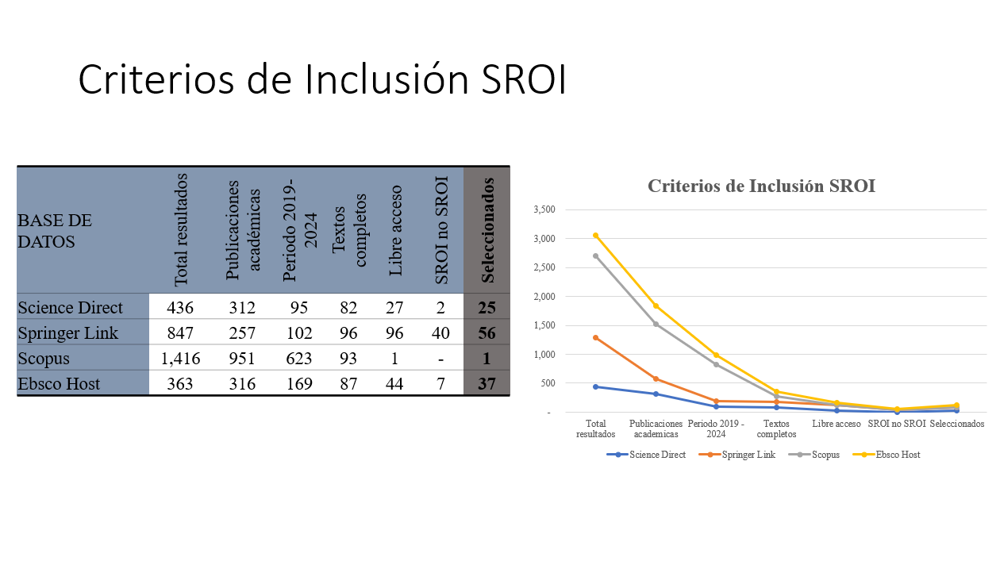 Criterios de Inclusión SROI
BASE DE
DATOS
Total resultados
Publicaciones
académicas
Periodo 2019-
2024
Textos
completos
Libre acceso
SROI no SROI
Seleccionados
Science Direct 436 312 95 82 27 2 25
Springer Link 847 257 102 96 96 40 56
Scopus 1,416 951 623 93 1 - 1
Ebsco Host 363 316 169 87 44 7 37
Criterios de Inclusión SROI
3,500
3,000
2,500
2,000
1,500
1,000
500
-
Total
resultados
Publicaciones
academicas
Periodo 2019 -
2024
Textos
completos
Libre acceso
SROI no SROI
Seleccionados
Science Direct Springer Link Scopus Ebsco Host